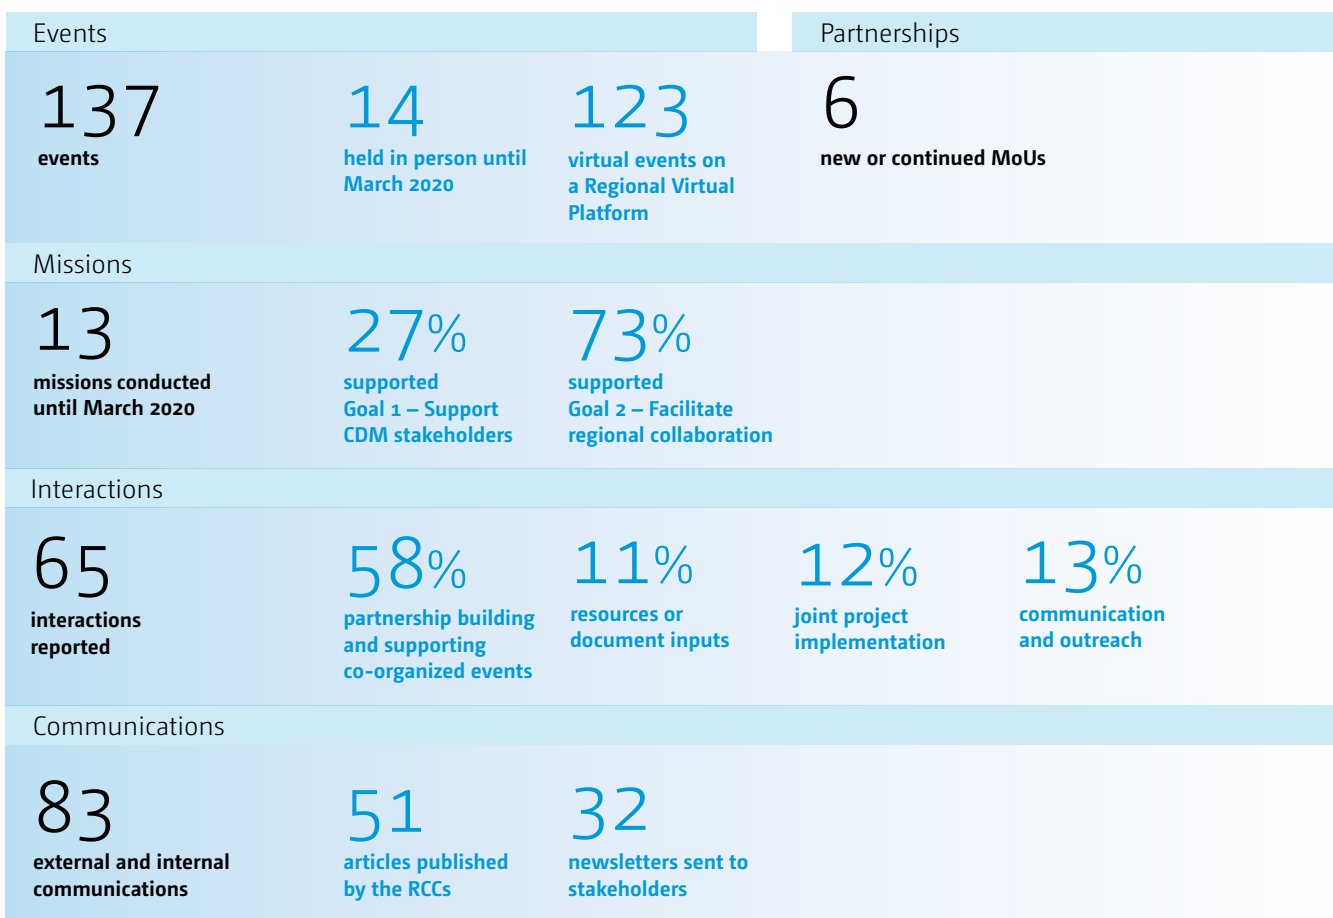 Events
137
events
14
held in person until
March 2020
123
virtual events on
a Regional Virtual
Platform
Partnerships
6
new or continued MoUs
Missions
13
missions conducted
until March 2020
27%
supported
Goal 1 – Support
CDM stakeholders
73%
supported
Goal 2 – Facilitate
regional collaboration
Interactions
65
interactions
reported
58%
partnership building
and supporting
co-organized events
11%
resources or
document inputs
12%
joint project
implementation
13%
communication
and outreach
Communications
83
external and internal
communications
51
articles published
by the RCCs
32
newsletters sent to
stakeholders